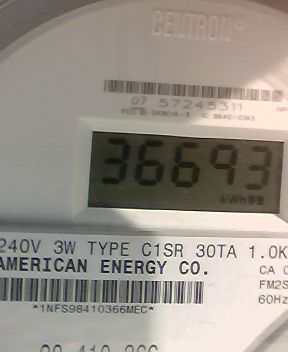 CENTRON®
07 57245311
36693
kWh
240V 3W TYPE C1SR 30TA 1.0K
AMERICAN ENERGY CO.
CA 0
FM2S
60Hz
*1NFS98410366MEC*